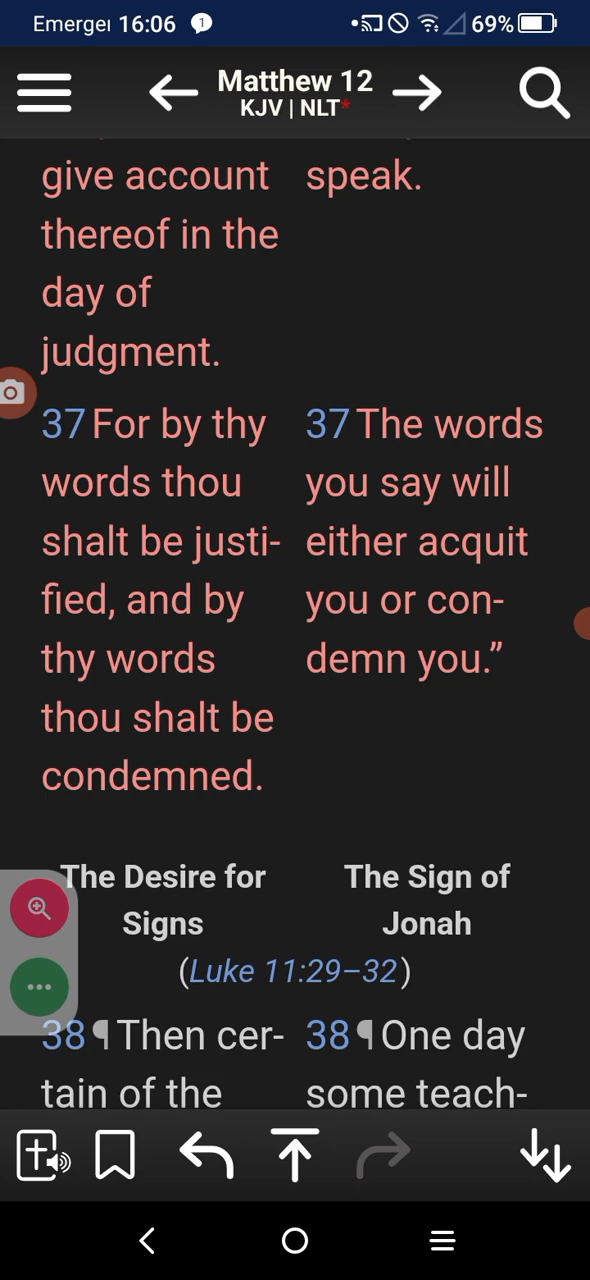 Emerger 16:06 1 69%
Matthew 12
KJV | NLT*
give account
thereof in the
day of
judgment.
37 For by thy
words thou
shalt be justi-
fied, and by
thy words
thou shalt be
condemned.
speak.
37 The words
you say will
either acquit
you or con-
demn you.”
The Desire for
Signs
The Sign of
Jonah
(Luke 11:29–32)
38 ¶ Then cer-
tain of the
38 ¶ One day
some teach-